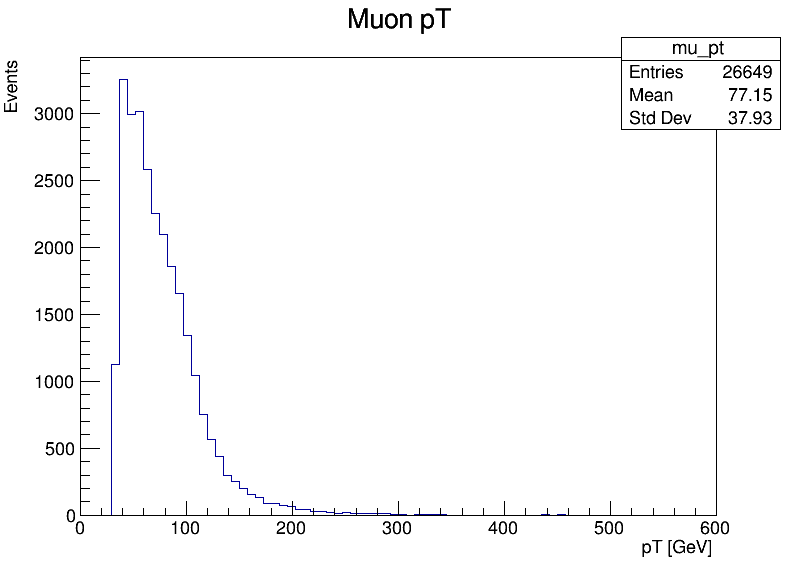 Muon pT
mu_pt
Entries 26649
Mean 77.15
Std Dev 37.93
Events
3000
2500
2000
1500
1000
500
0
0 100 200 300 400 500 600
pT [GeV]